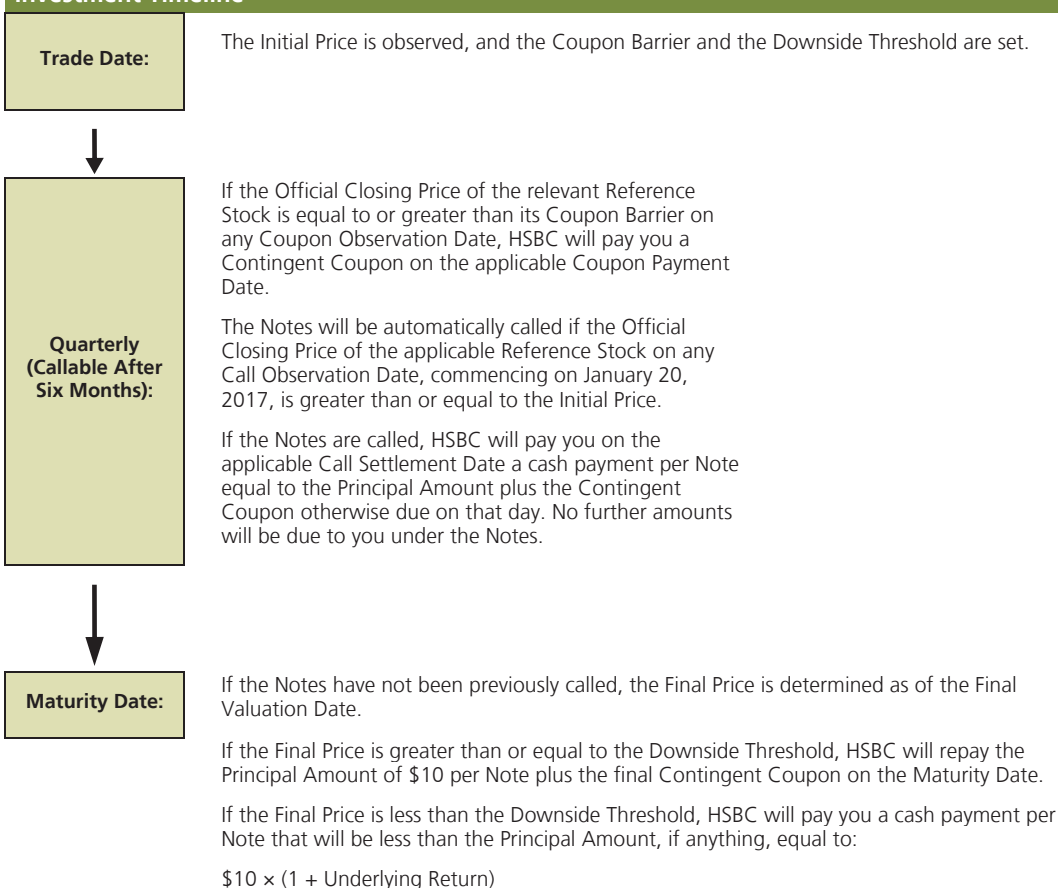 Investment Timeline
Trade Date:
The Initial Price is observed, and the Coupon Barrier and the Downside Threshold are set.
Quarterly
(Callable After
Six Months):
If the Official Closing Price of the relevant Reference
Stock is equal to or greater than its Coupon Barrier on
any Coupon Observation Date, HSBC will pay you a
Contingent Coupon on the applicable Coupon Payment
Date.
The Notes will be automatically called if the Official
Closing Price of the applicable Reference Stock on any
Call Observation Date, commencing on January 20,
2017, is greater than or equal to the Initial Price.
If the Notes are called, HSBC will pay you on the
applicable Call Settlement Date a cash payment per Note
equal to the Principal Amount plus the Contingent
Coupon otherwise due on that day. No further amounts
will be due to you under the Notes.
Maturity Date:
If the Notes have not been previously called, the Final Price is determined as of the Final
Valuation Date.
If the Final Price is greater than or equal to the Downside Threshold, HSBC will repay the
Principal Amount of $10 per Note plus the final Contingent Coupon on the Maturity Date.
If the Final Price is less than the Downside Threshold, HSBC will pay you a cash payment per
Note that will be less than the Principal Amount, if anything, equal to:
$10 × (1 + Underlying Return)